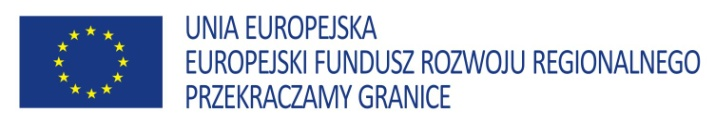 UNIA EUROPEJSKA
EUROPEJSKI FUNDUSZ ROZWOJU REGIONALNEGO
PRZEKRACZAMY GRANICE